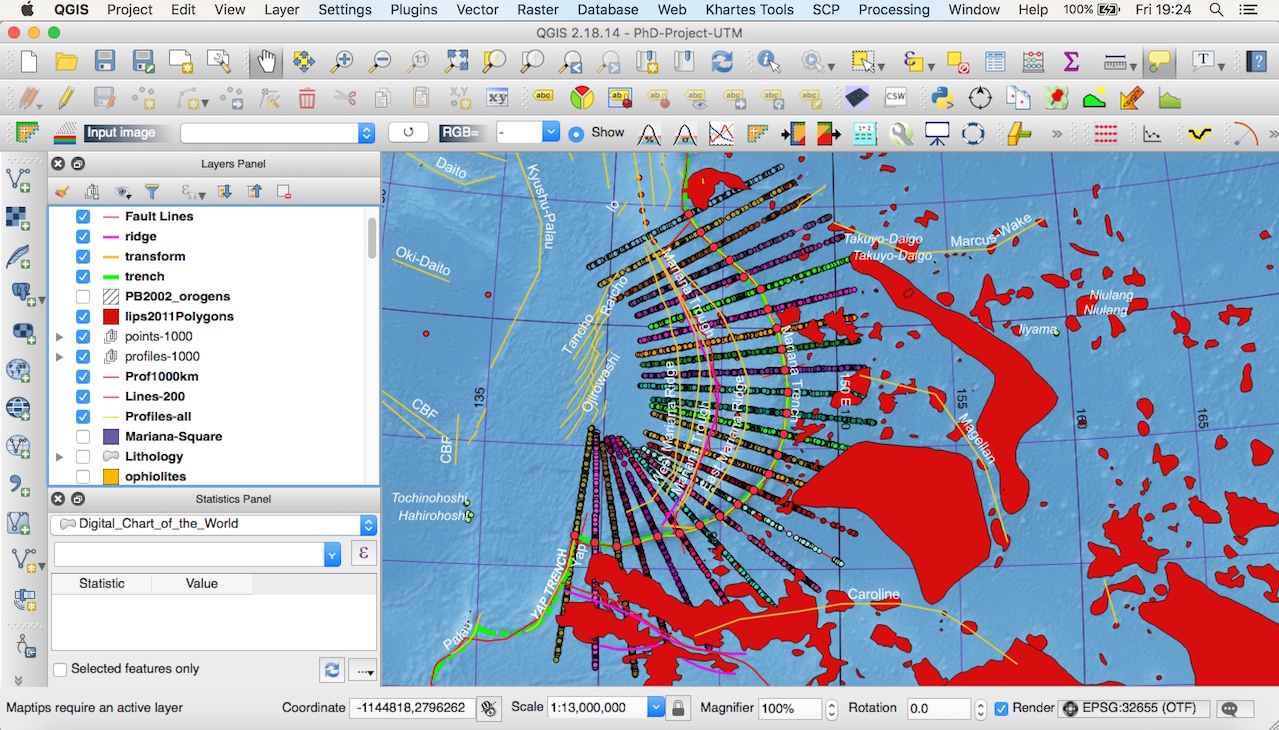 QGIS Project Edit View Layer Settings Plugins Vector Raster Database Web Khartes Tools SCP Processing Window Help 100% Fri 19:24
QGIS 2.18.14 - PhD-Project-UTM
Input image RGB= - Show
Layers Panel
Fault Lines
ridge
transform
trench
PB2002_orogens
lips2011Polygons
points-1000
profiles-1000
Prof1000km
Lines-200
Profiles-all
Mariana-Square
Lithology
ophiolites
Statistics Panel
Digital_Chart_of_the_World
Statistic Value
Selected features only
Daito
Kyushu-Palau
Io
Oki-Daito
Takuyo-Daigo
Takuyo-Daigo
Marcus Wake
Niulang
Niulang
Iiyama
Mariana Trough
Raicho
Tancho
Ojirowashi
135
Mariana Trench
150 E
155
160
165
West Mariana Ridge
Mariana Trough
East Mariana Ridge
CBF
CBF
Magellan
Tochinohoshi
Hahirohoshi
Yap
YAP TRENCH
Palau
Caroline
Maptips require an active layer Coordinate -1144818,2796262 Scale 1:13,000,000 Magnifier 100% Rotation 0.0 Render EPSG:32655 (OTF)